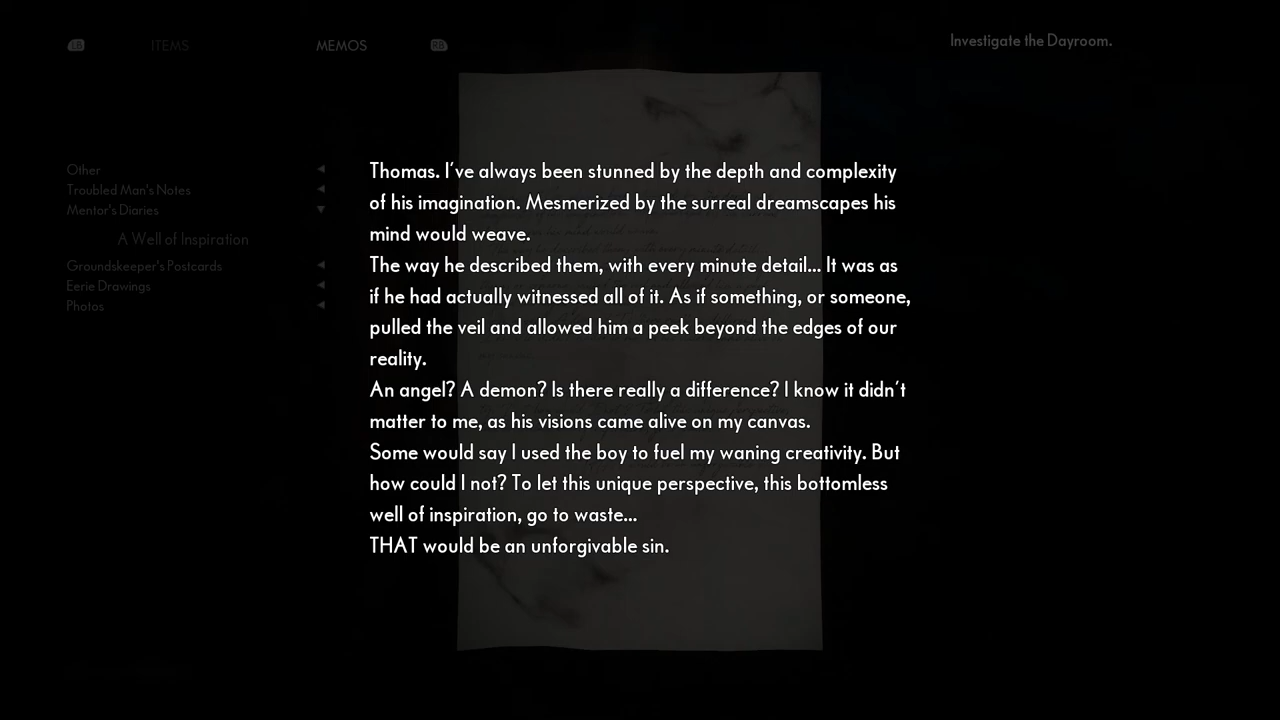 LB
ITEMS
MEMOS
RB
Investigate the Dayroom.
Other
Troubled Man's Notes
Mentor's Diaries
A Well of Inspiration
Groundskeeper's Postcards
Eerie Drawings
Photos
Thomas. I've always been stunned by the depth and complexity
of his imagination. Mesmerized by the surreal dreamscapes his
mind would weave.
The way he described them, with every minute detail... It was as
if he had actually witnessed all of it. As if something, or someone,
pulled the veil and allowed him a peek beyond the edges of our
reality.
An angel? A demon? Is there really a difference? I know it didn't
matter to me, as his visions came alive on my canvas.
Some would say I used the boy to fuel my waning creativity. But
how could I not? To let this unique perspective, this bottomless
well of inspiration, go to waste...
THAT would be an unforgivable sin.